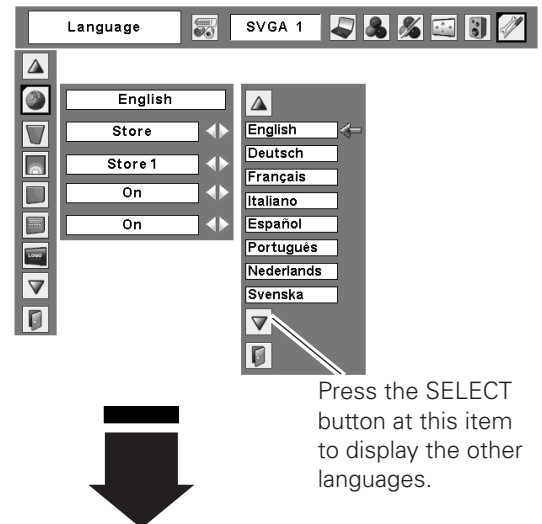 Language
SVGA 1
English
Store
Store 1
On
On
LOGO
English
Deutsch
Français
Italiano
Español
Português
Nederlands
Svenska
Press the SELECT
button at this item
to display the other
languages.